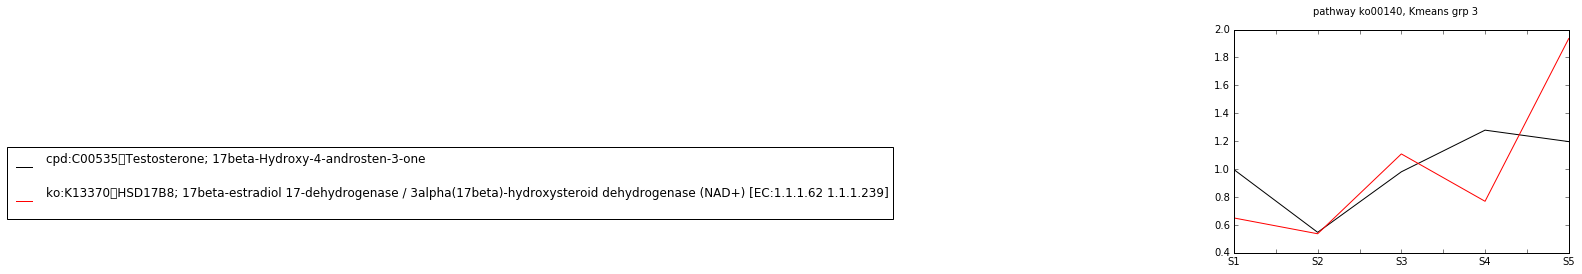 pathway ko00140, Kmeans grp 3
cpd:C00535▯Testosterone; 17beta-Hydroxy-4-androsten-3-one
ko:K13370▯HSD17B8; 17beta-estradiol 17-dehydrogenase / 3alpha(17beta)-hydroxysteroid dehydrogenase (NAD+) [EC:1.1.1.62 1.1.1.239]
2.0
1.8
1.6
1.4
1.2
1.0
0.8
0.6
0.4
S1 S2 S3 S4 S5